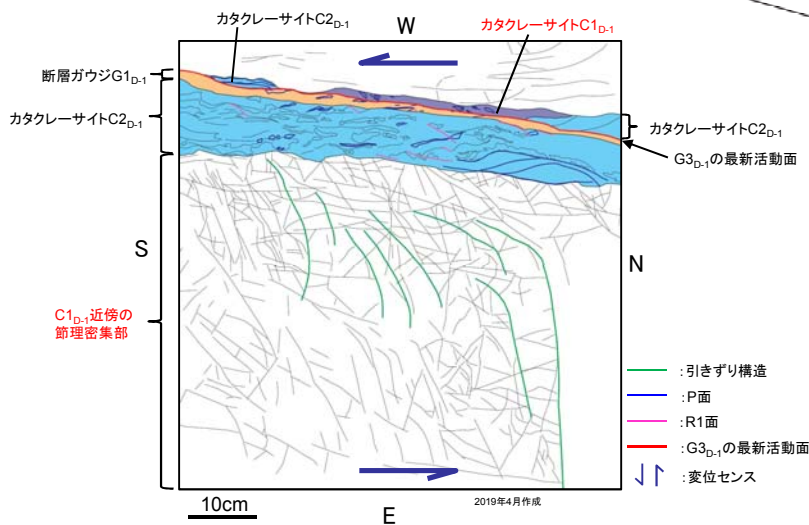 カタクレーサイトC2D-1
W
カタクレーサイトC1D-1
断層ガウジG1D-1
カタクレーサイトC2D-1
カタクレーサイトC2D-1
G3D-1の最新活動面
S
N
C1D-1近傍の
節理密集部
:引きずり構造
:P面
:R1面
:G3D-1の最新活動面
:変位センス
10cm
E
2019年4月作成